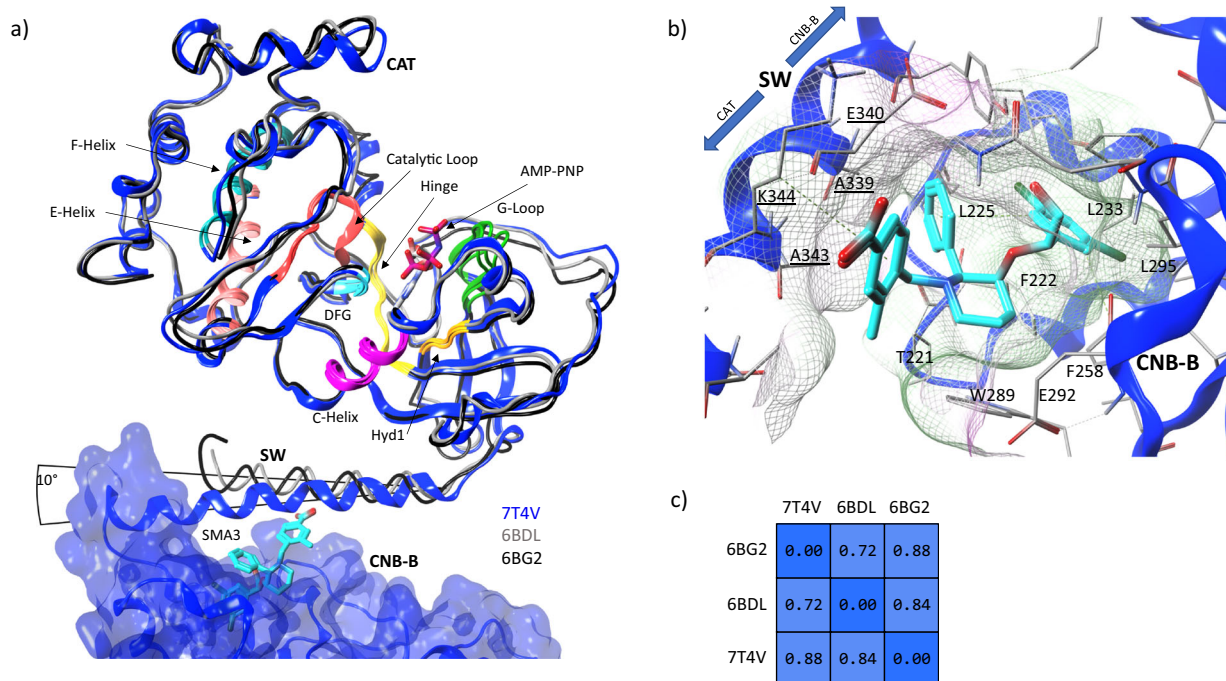 a)
CAT
F-Helix
Catalytic Loop
Hinge
AMP-PNP
G-Loop
E-Helix
DFG
C-Helix
Hyd1
SW
10°
SMA3
CNB-B
7T4V
6BDL
6BG2
b)
CNB-B
SW
CAT
E340
A339
K344
A343
L225
L233
L295
F222
T221
F258
W289
E292
CNB-B
c)
7T4V 6BDL 6BG2
6BG2 0.00 0.72 0.88
6BDL 0.72 0.00 0.84
7T4V 0.88 0.84 0.00